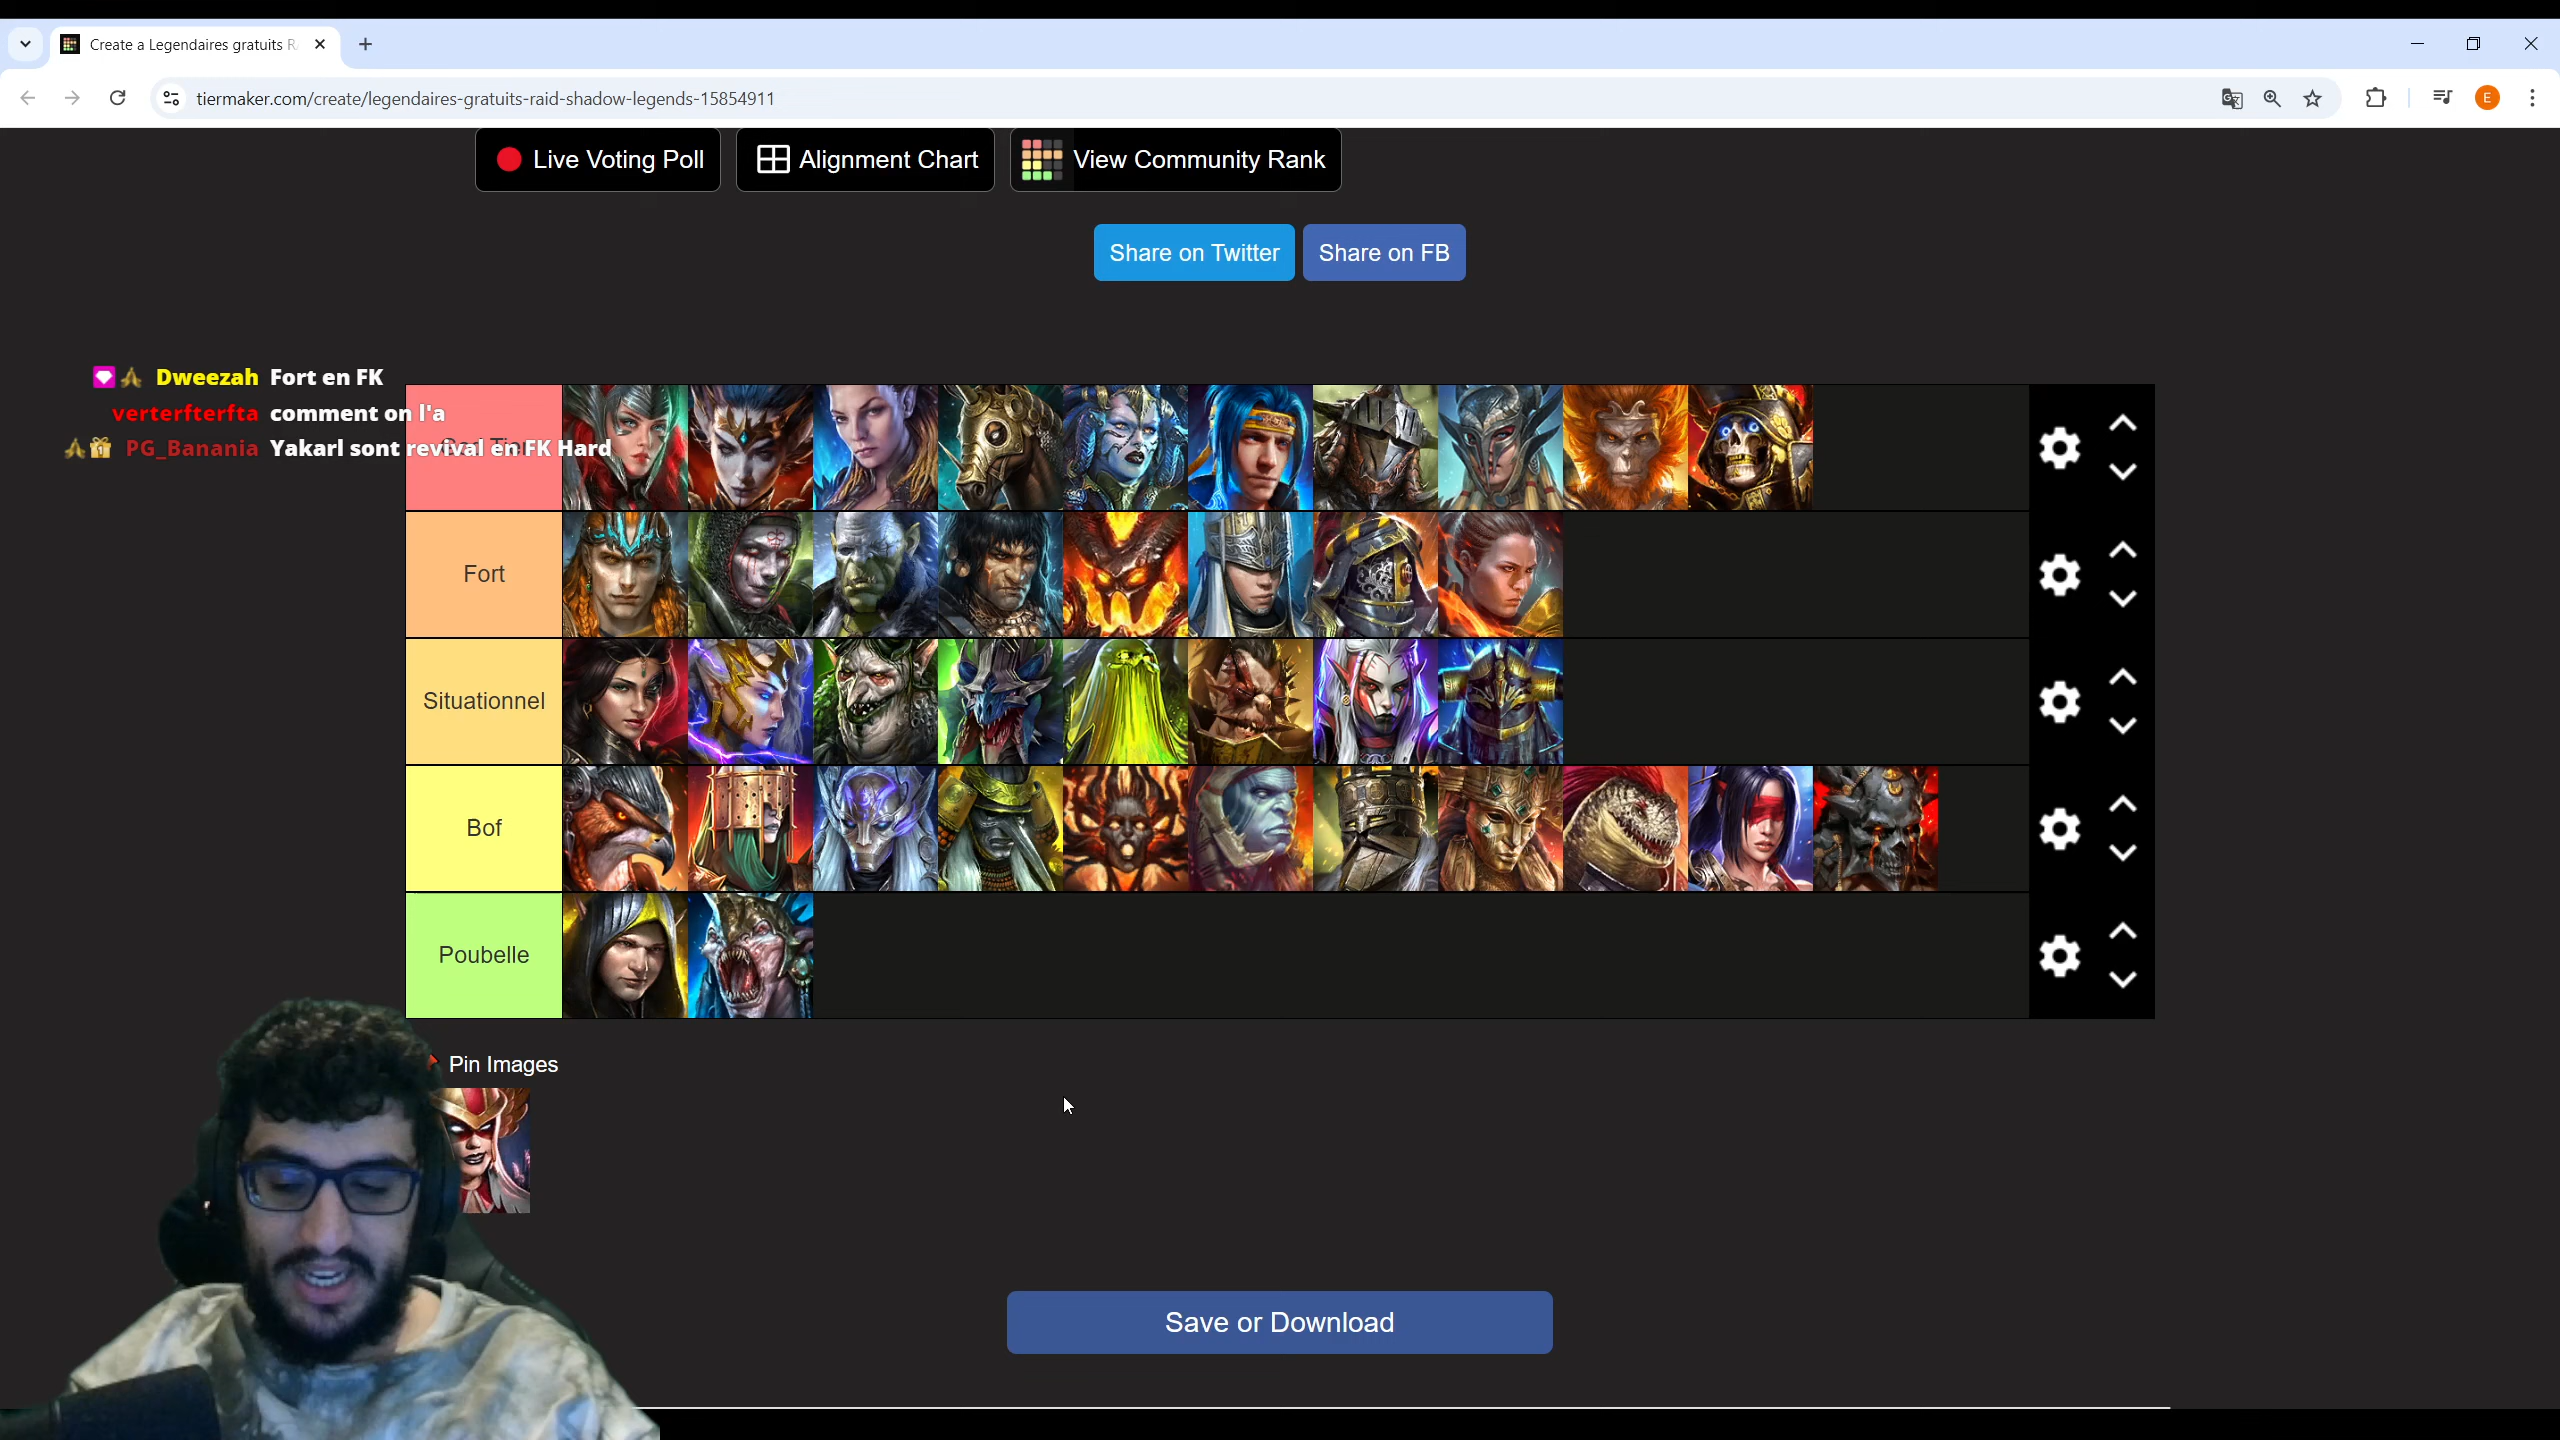 Create a Legendaires gratuits R
tiermaker.com/create/legendaires-gratuits-raid-shadow-legends-15854911
E
Live Voting Poll
Alignment Chart
View Community Rank
Share on Twitter
Share on FB
Dweezah Fort en FK
verterfterfta comment on l'a
PG_Banania Yakarl sont revival en FK Hard
Fort
Situationnel
Bof
Poubelle
Pin Images
Save or Download